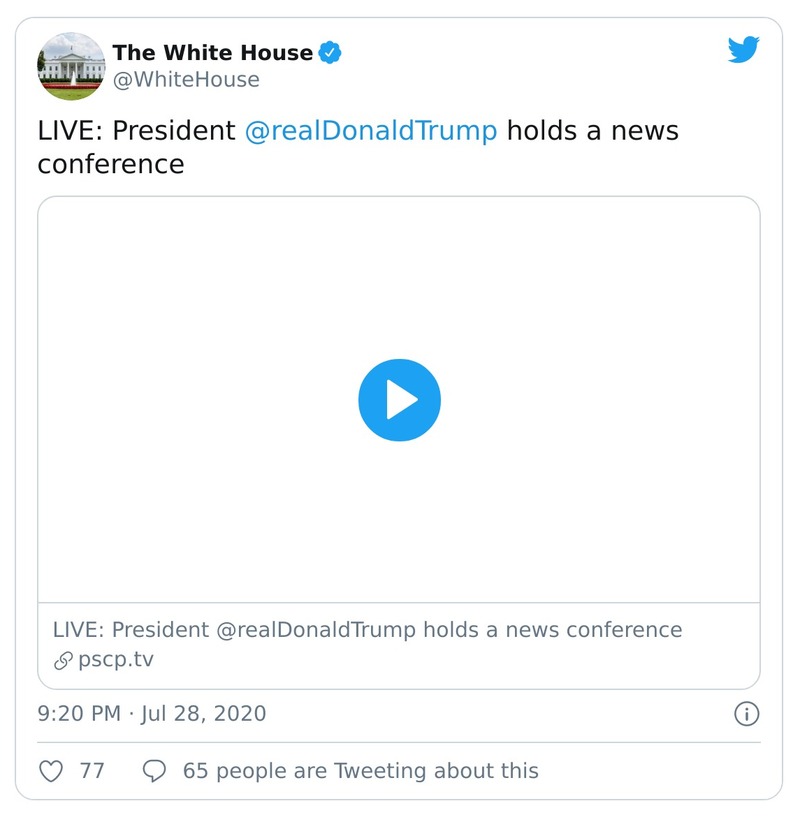 The White House
@WhiteHouse
LIVE: President @realDonaldTrump holds a news
conference
LIVE: President @realDonaldTrump holds a news conference
pscp.tv
9:20 PM · Jul 28, 2020
77 65 people are Tweeting about this